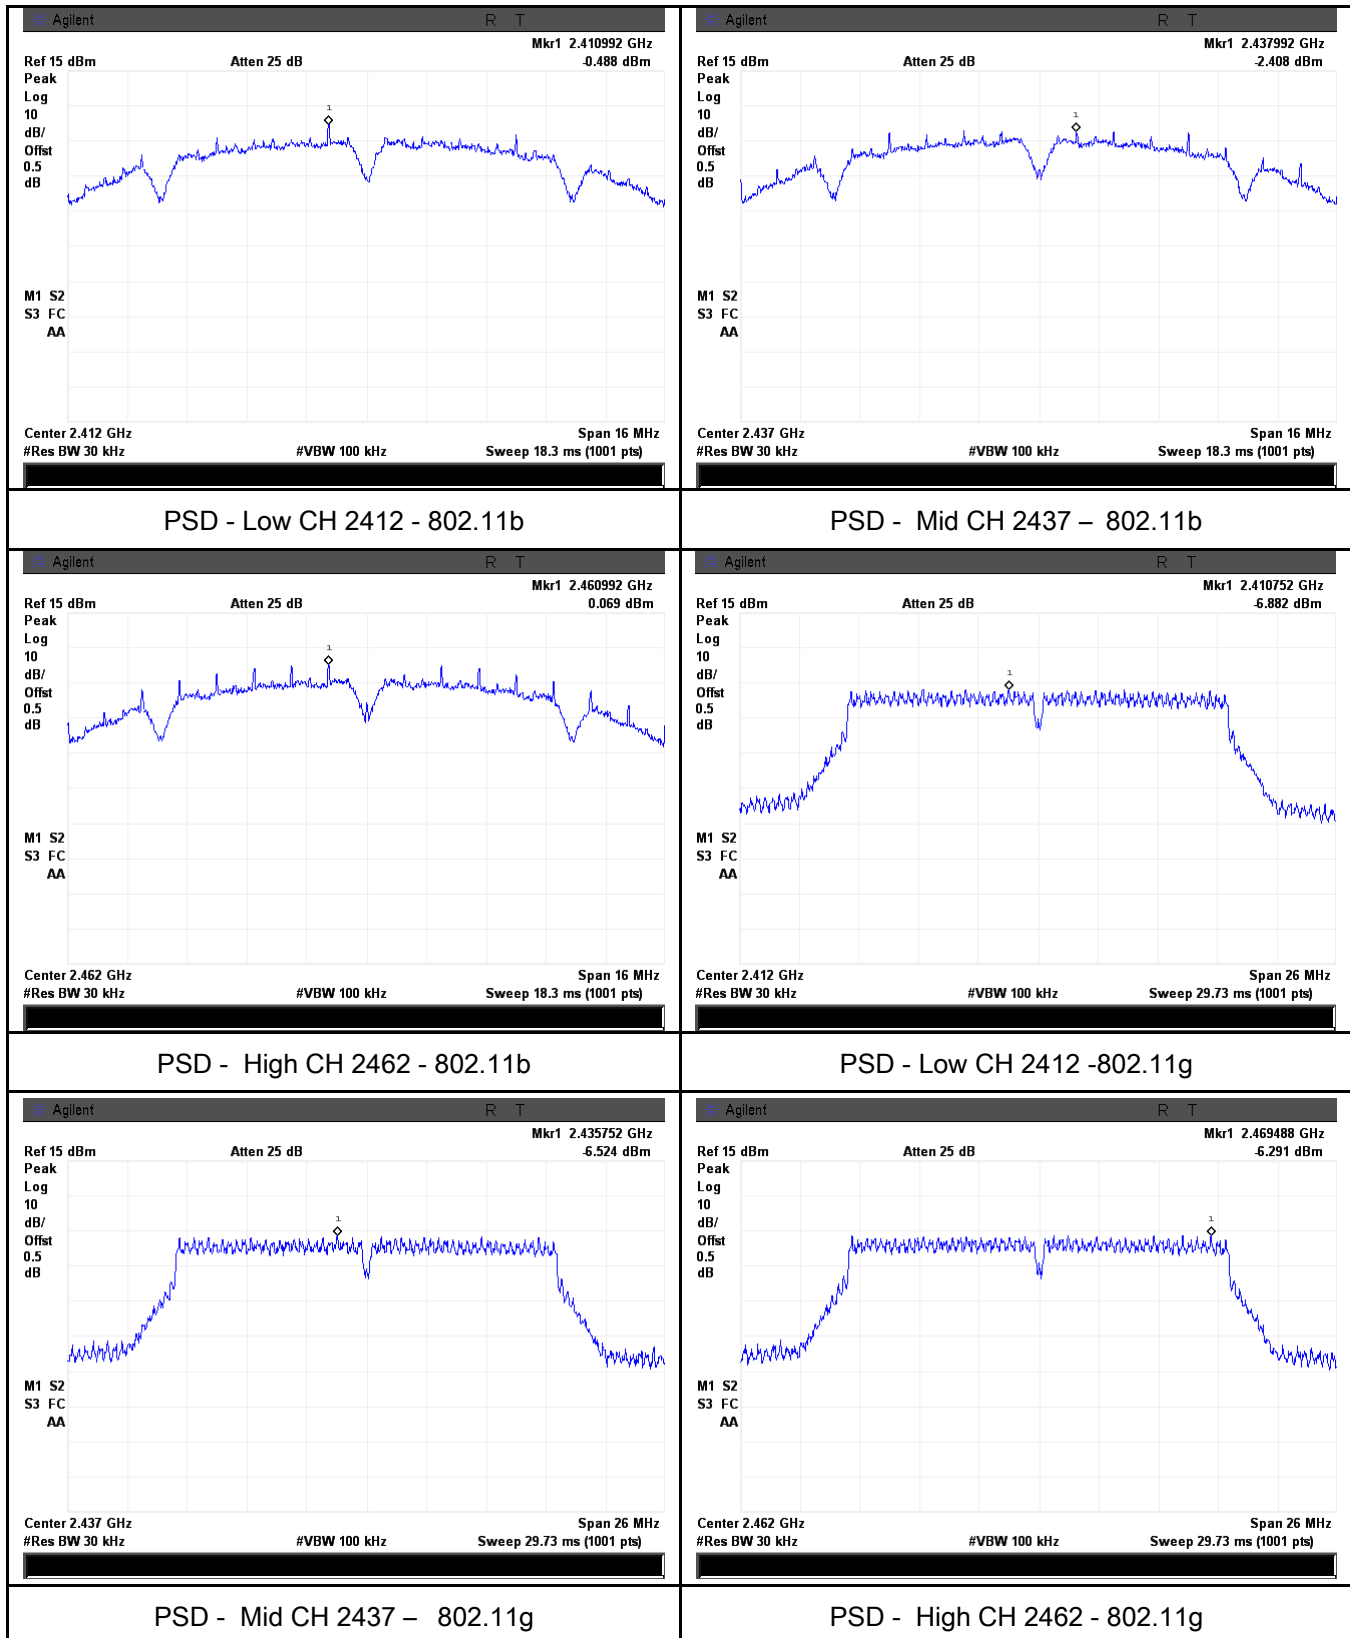 Agilent R T
Mkr1 2.410992 GHz
Ref 15 dBm Atten 25 dB -0.488 dBm
Peak
Log
10
dB/
Offst
0.5
dB
1
M1 S2
S3 FC
AA
Center 2.412 GHz Span 16 MHz
#Res BW 30 kHz #VBW 100 kHz Sweep 18.3 ms (1001 pts)
PSD - Low CH 2412 - 802.11b
Agilent R T
Mkr1 2.437992 GHz
Ref 15 dBm Atten 25 dB -2.408 dBm
Peak
Log
10
dB/
Offst
0.5
dB
1
M1 S2
S3 FC
AA
Center 2.437 GHz Span 16 MHz
#Res BW 30 kHz #VBW 100 kHz Sweep 18.3 ms (1001 pts)
PSD - Mid CH 2437 – 802.11b
Agilent R T
Mkr1 2.460992 GHz
Ref 15 dBm Atten 25 dB 0.069 dBm
Peak
Log
10
dB/
Offst
0.5
dB
1
M1 S2
S3 FC
AA
Center 2.462 GHz Span 16 MHz
#Res BW 30 kHz #VBW 100 kHz Sweep 18.3 ms (1001 pts)
PSD - High CH 2462 - 802.11b
Agilent R T
Mkr1 2.410752 GHz
Ref 15 dBm Atten 25 dB -6.882 dBm
Peak
Log
10
dB/
Offst
0.5
dB
1
M1 S2
S3 FC
AA
Center 2.412 GHz Span 26 MHz
#Res BW 30 kHz #VBW 100 kHz Sweep 29.73 ms (1001 pts)
PSD - Low CH 2412 -802.11g
Agilent R T
Mkr1 2.435752 GHz
Ref 15 dBm Atten 25 dB -6.524 dBm
Peak
Log
10
dB/
Offst
0.5
dB
1
M1 S2
S3 FC
AA
Center 2.437 GHz Span 26 MHz
#Res BW 30 kHz #VBW 100 kHz Sweep 29.73 ms (1001 pts)
PSD - Mid CH 2437 – 802.11g
Agilent R T
Mkr1 2.469488 GHz
Ref 15 dBm Atten 25 dB -6.291 dBm
Peak
Log
10
dB/
Offst
0.5
dB
1
M1 S2
S3 FC
AA
Center 2.462 GHz Span 26 MHz
#Res BW 30 kHz #VBW 100 kHz Sweep 29.73 ms (1001 pts)
PSD - High CH 2462 - 802.11g